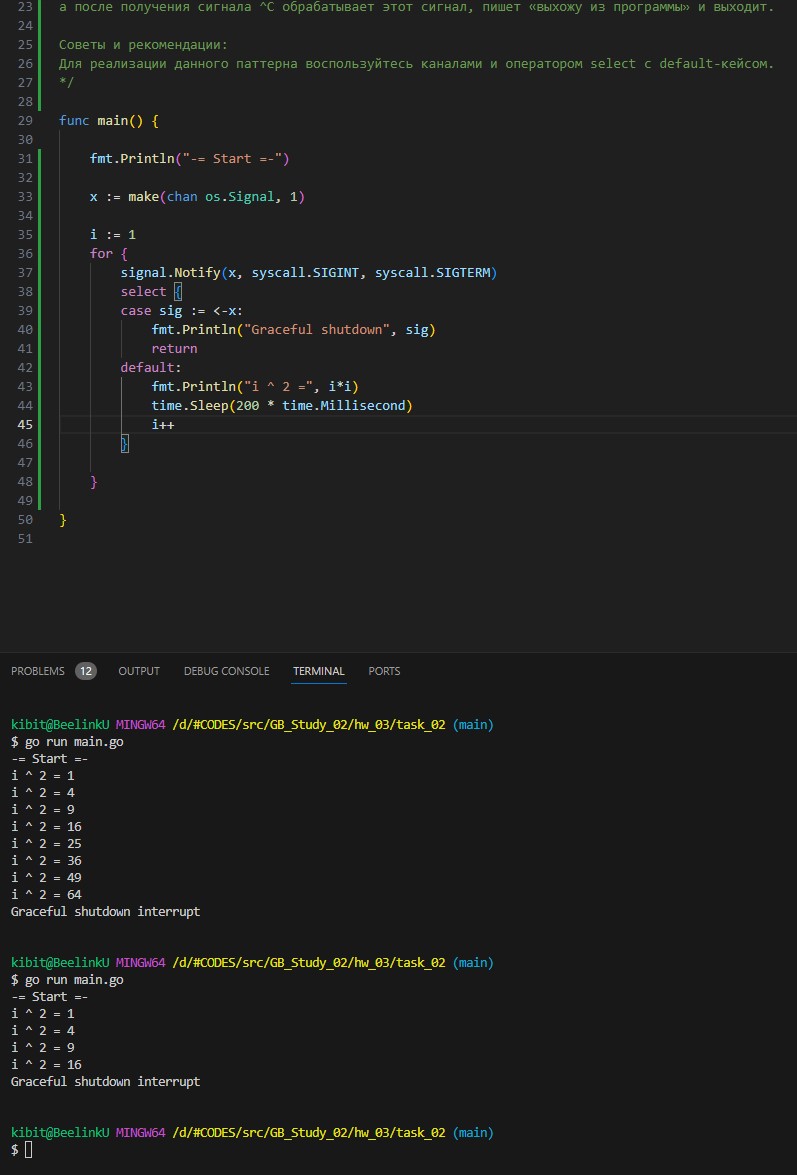 23 а после получения сигнала ^C обрабатывает этот сигнал, пишет «выхожу из программы» и выходит.
24
25 Советы и рекомендации:
26 Для реализации данного паттерна воспользуйтесь каналами и оператором select с default-кейсом.
27 */
28
29 func main() {
30
31     fmt.Println("-= Start =-")
32
33     x := make(chan os.Signal, 1)
34
35     i := 1
36     for {
37         signal.Notify(x, syscall.SIGINT, syscall.SIGTERM)
38         select {
39         case sig := <-x:
40             fmt.Println("Graceful shutdown", sig)
41             return
42         default:
43             fmt.Println("i ^ 2 =", i*i)
44             time.Sleep(200 * time.Millisecond)
45             i++
46         }
47
48     }
49
50 }
51
PROBLEMS 12 OUTPUT DEBUG CONSOLE TERMINAL PORTS
kibit@BeelinkU MINGW64 /d/#CODES/src/GB_Study_02/hw_03/task_02 (main)
$ go run main.go
-= Start =-
i ^ 2 = 1
i ^ 2 = 4
i ^ 2 = 9
i ^ 2 = 16
i ^ 2 = 25
i ^ 2 = 36
i ^ 2 = 49
i ^ 2 = 64
Graceful shutdown interrupt
kibit@BeelinkU MINGW64 /d/#CODES/src/GB_Study_02/hw_03/task_02 (main)
$ go run main.go
-= Start =-
i ^ 2 = 1
i ^ 2 = 4
i ^ 2 = 9
i ^ 2 = 16
Graceful shutdown interrupt
kibit@BeelinkU MINGW64 /d/#CODES/src/GB_Study_02/hw_03/task_02 (main)
$